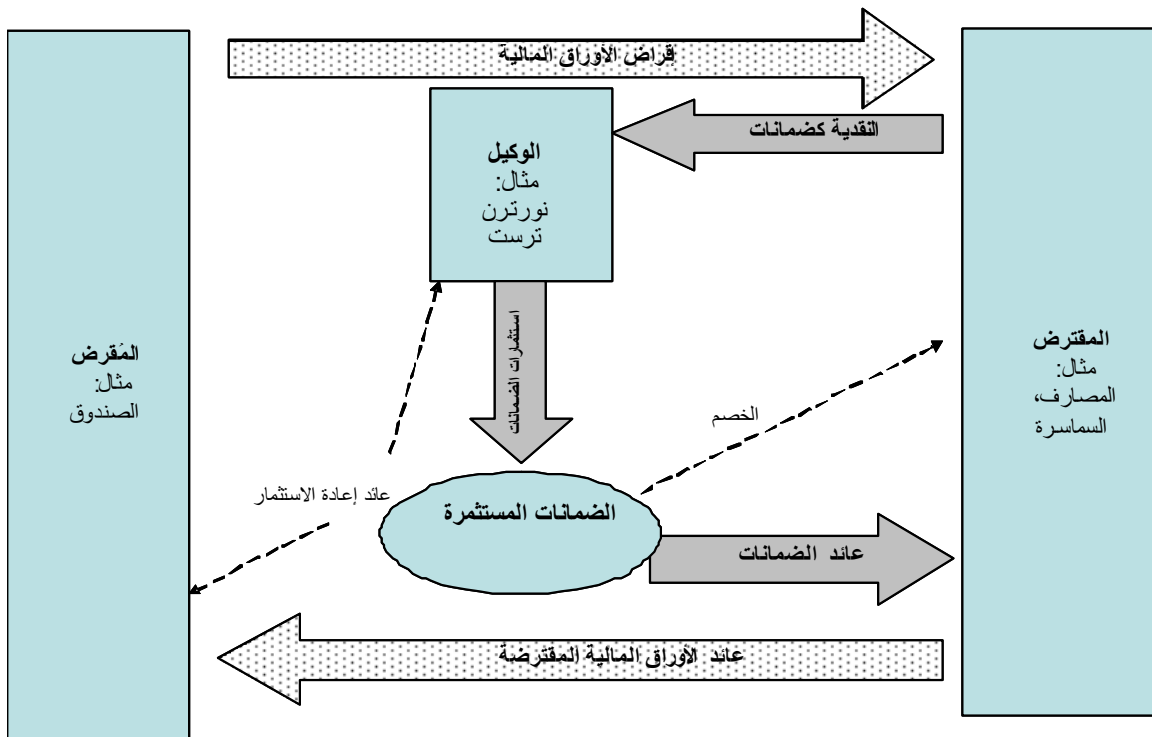 إقراض الأوراق المالية
النقدية كضمانات
الوكيل
مثال:
نورترن
ترست
المقترض
مثال:
المصارف،
السماسرة
المُقرض
مثال:
الصندوق
استثمارات الضمانات
الخصم
عائد إعادة الاستثمار
الضمانات المستثمرة
عائد الضمانات
عائد الأوراق المالية المقترضة